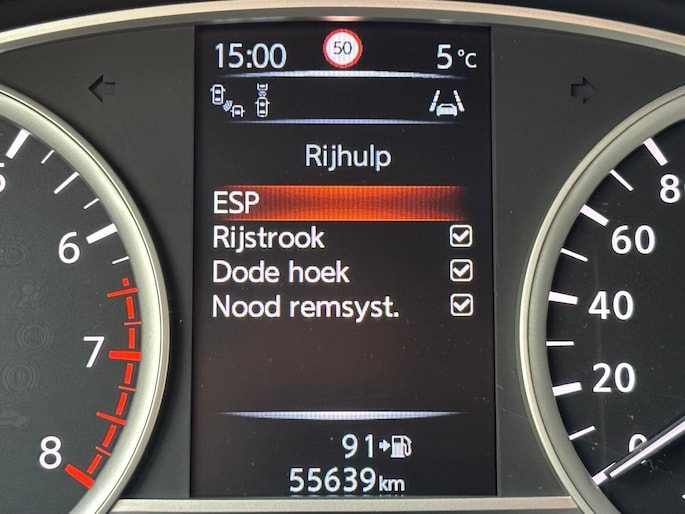 15:00 50 5°C
Rijhulp
ESP
Rijstrook
Dode hoek
Nood remsyst.
91
55639km
6
7
8
80
60
40
20
0